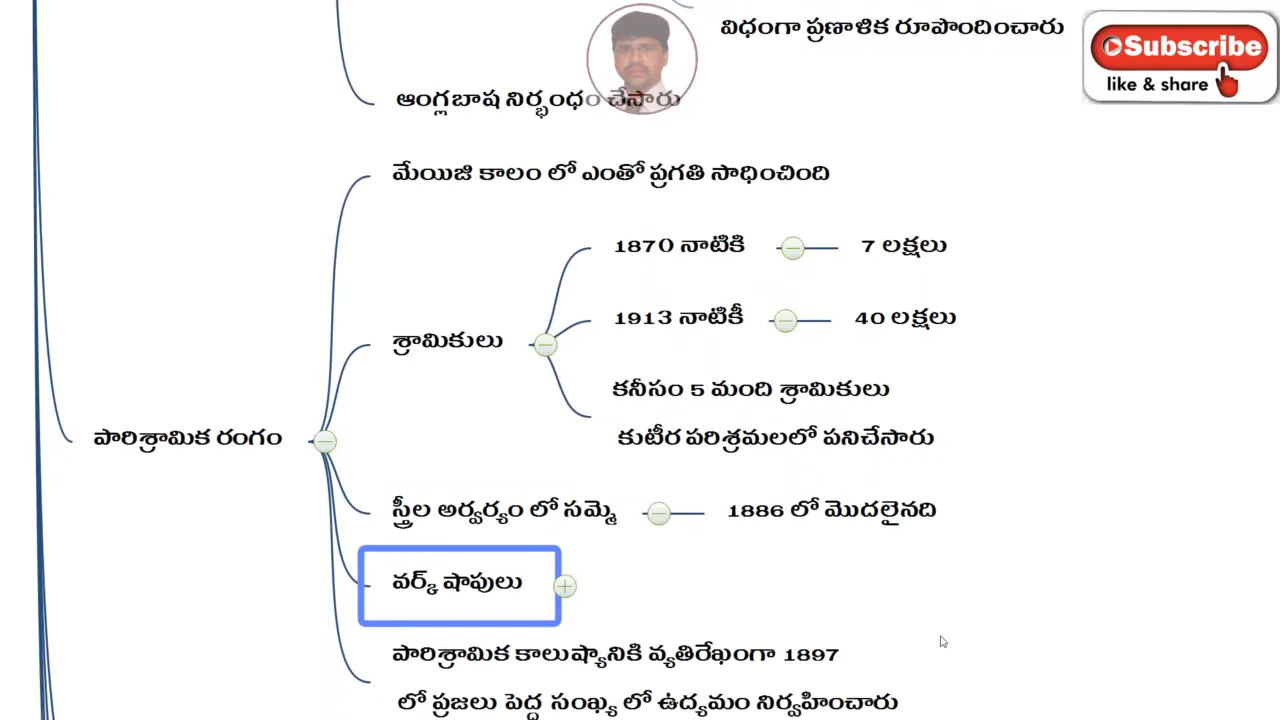 విధంగా ప్రణాళిక రూపొందించారు
Subscribe
like & share
ఆంగ్లబాష నిర్భంధం చేసారు
మేయిజి కాలం లో ఎంతో ప్రగతి సాధించింది
1870 నాటికి 7 లక్షలు
1913 నాటికీ 40 లక్షలు
శ్రామికులు
కనీసం 5 మంది శ్రామికులు
కుటీర పరిశ్రమలలో పనిచేసారు
పారిశ్రామిక రంగం
స్త్రీల అర్వర్యం లో సమ్మె 1886 లో మొదలైనది
వర్క్ షాపులు
పారిశ్రామిక కాలుష్యానికి వ్యతిరేఖంగా 1897
లో ప్రజలు పెద్ద సంఖ్య లో ఉద్యమం నిర్వహించారు